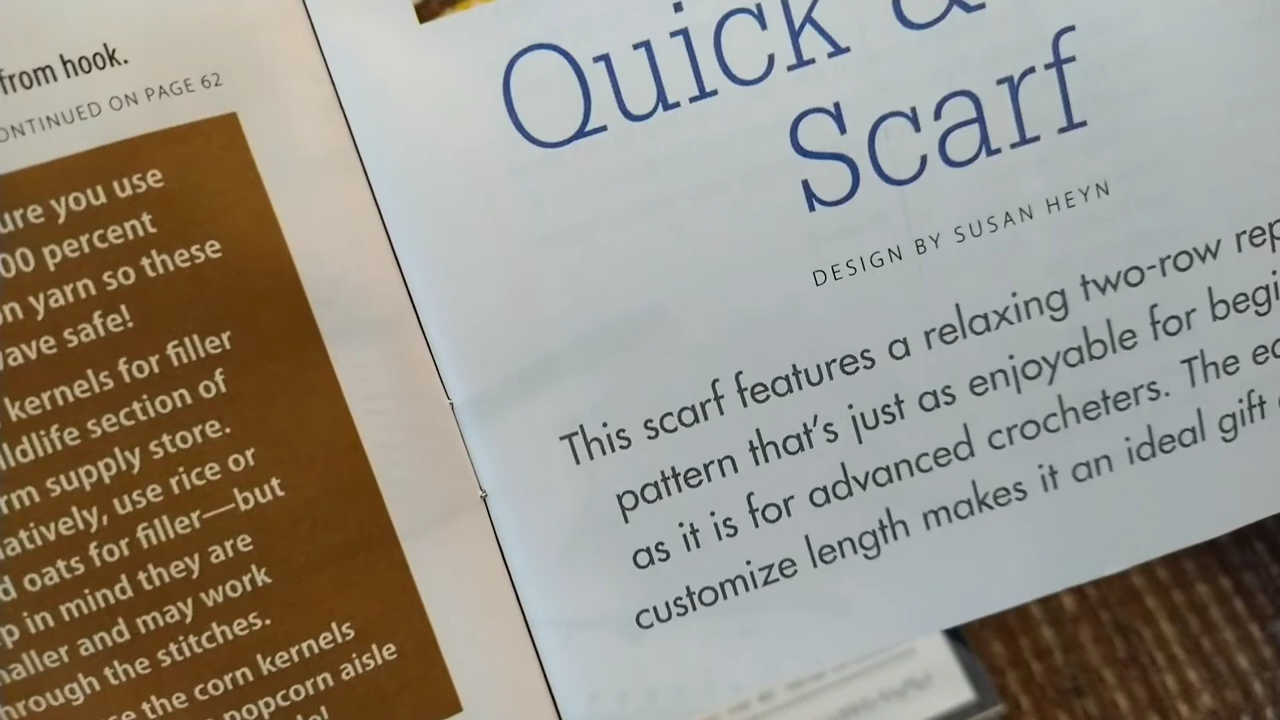 from hook.
ONTINUED ON PAGE 62
ure you use
00 percent
n yarn so these
ave safe!
kernels for filler
ldlife section of
rm supply store.
atively, use rice or
d oats for filler—but
p in mind they are
aller and may work
hrough the stitches.
e the corn kernels
popcorn aisle
Quick &
Scarf
DESIGN BY SUSAN HEYN
This scarf features a relaxing two-row rep
pattern that's just as enjoyable for begi
as it is for advanced crocheters. The ea
customize length makes it an ideal gift